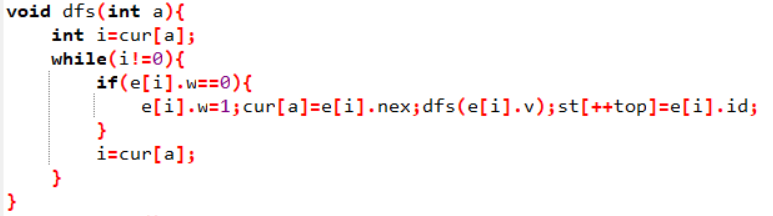 void dfs(int a){
    int i=cur[a];
    while(i!=0){
        if(e[i].w==0){
            e[i].w=1;cur[a]=e[i].nex;dfs(e[i].v);st[++top]=e[i].id;
        }
        i=cur[a];
    }
}